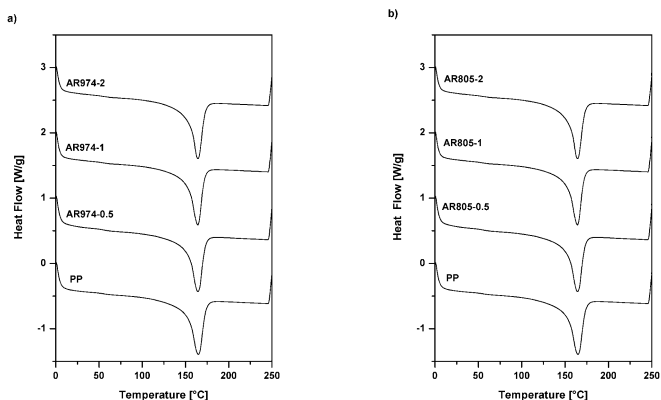 a)
3
2
1
0
-1
0
50
100
150
200
250
Heat Flow [W/g]
Temperature [°C]
AR974-2
AR974-1
AR974-0.5
PP
b)
3
2
1
0
-1
0
50
100
150
200
250
Heat Flow [W/g]
Temperature [°C]
AR805-2
AR805-1
AR805-0.5
PP